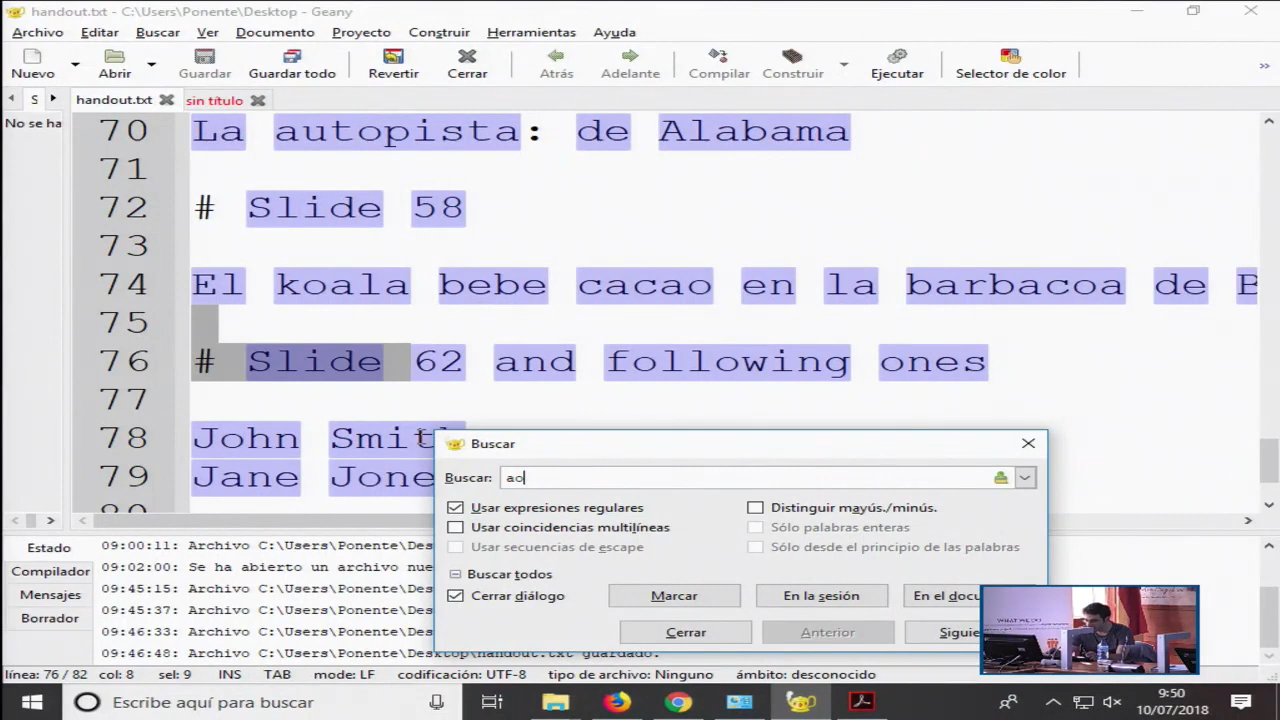 handout.txt - C:\Users\Ponente\Desktop - Geany
Archivo Editar Buscar Ver Documento Proyecto Construir Herramientas Ayuda
Nuevo Abrir Guardar Guardar todo Revertir Cerrar Atrás Adelante Compilar Construir Ejecutar Selector de color
S handout.txt sin título
No se ha
70 La autopista: de Alabama
71
72 # Slide 58
73
74 El koala bebe cacao en la barbacoa de B
75
76 # Slide 62 and following ones
77
78 John Smith
79 Jane Jone
Buscar
Buscar: ao
Usar expresiones regulares Distinguir mayús./minús.
Usar coincidencias multilíneas Sólo palabras enteras
Usar secuencias de escape Sólo desde el principio de las palabras
Buscar todos
Cerrar diálogo Marcar En la sesión En el docu
Cerrar Anterior Siguie
Estado
Compilador
Mensajes
Borrador
09:00:11: Archivo C:\Users\Ponente\Des
09:02:00: Se ha abierto un archivo nue
09:45:15: Archivo C:\Users\Ponente\Des
09:45:37: Archivo C:\Users\Ponente\Des
09:46:33: Archivo C:\Users\Ponente\Des
09:46:48: Archivo C:\Users\Ponente\Desktop\handout.txt guardado.
línea: 76 / 82 col: 8 sel: 9 INS TAB mode: LF codificación: UTF-8 tipo de archivo: Ninguno ámbito: desconocido
WHAT WE DO
Escribe aquí para buscar
9:50
10/07/2018